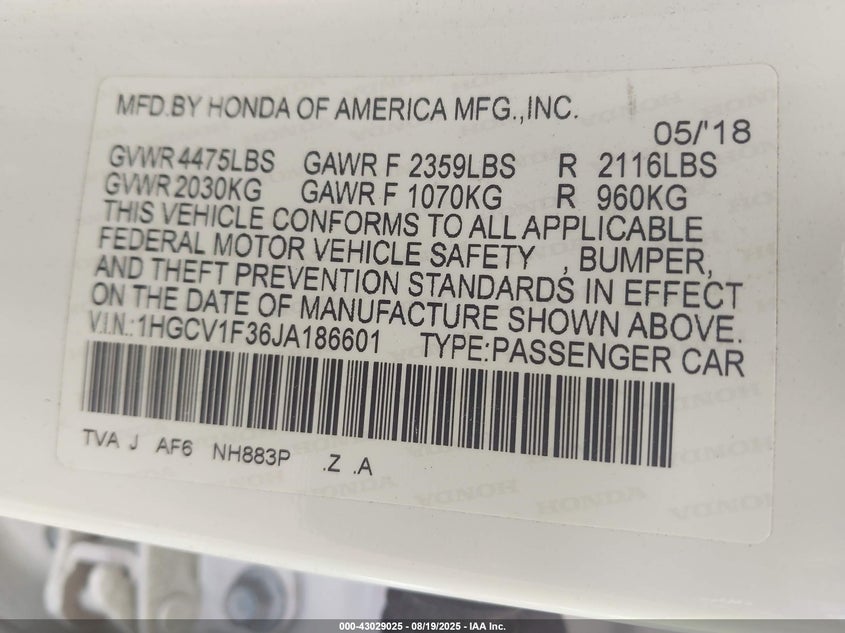 MFD.BY HONDA OF AMERICA MFG.,INC.
05/'18
GVWR 4475LBS GAWR F 2359LBS R 2116LBS
GVWR 2030KG GAWR F 1070KG R 960KG
THIS VEHICLE CONFORMS TO ALL APPLICABLE
FEDERAL MOTOR VEHICLE SAFETY , BUMPER,
AND THEFT PREVENTION STANDARDS IN EFFECT
ON THE DATE OF MANUFACTURE SHOWN ABOVE.
V.I.N.:1HGCV1F36JA186601 TYPE:PASSENGER CAR
TVA J AF6 NH883P .Z .A
HONDA HONDA
000-43029025 - 08/19/2025 - IAA Inc.